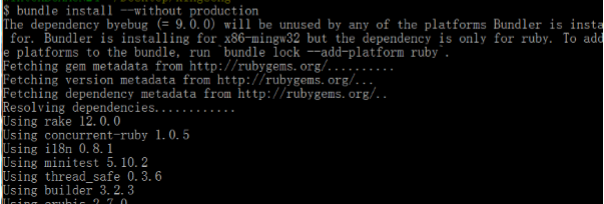 $ bundle install --without production
The dependency byebug (= 9.0.0) will be unused by any of the platforms Bundler is insta
 for. Bundler is installing for x86-mingw32 but the dependency is only for ruby. To add
e platforms to the bundle, run `bundle lock --add-platform ruby`.
Fetching gem metadata from http://rubygems.org/..........
Fetching version metadata from http://rubygems.org/...
Fetching dependency metadata from http://rubygems.org/..
Resolving dependencies............
Using rake 12.0.0
Using concurrent-ruby 1.0.5
Using i18n 0.8.1
Using minitest 5.10.2
Using thread_safe 0.3.6
Using builder 3.2.3
Using erubis 2.7.0